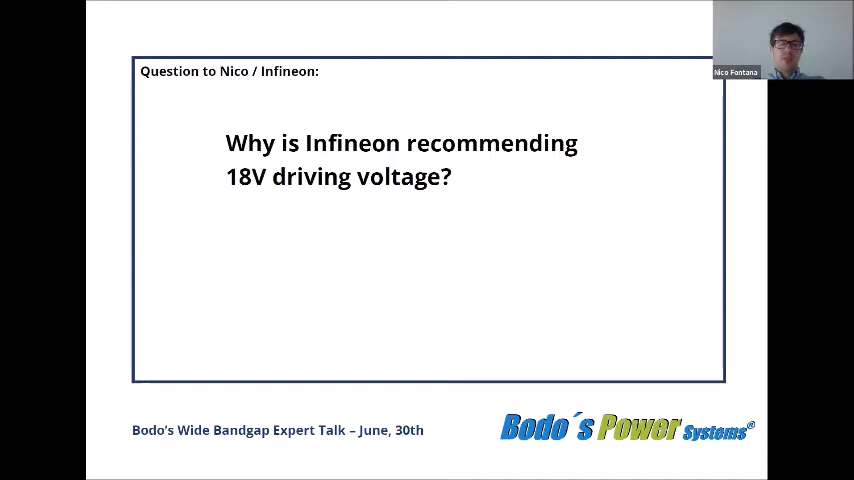 Nico Fontana
Question to Nico / Infineon:
Why is Infineon recommending
18V driving voltage?
Bodo's Wide Bandgap Expert Talk – June, 30th
Bodo´s Power Systems®